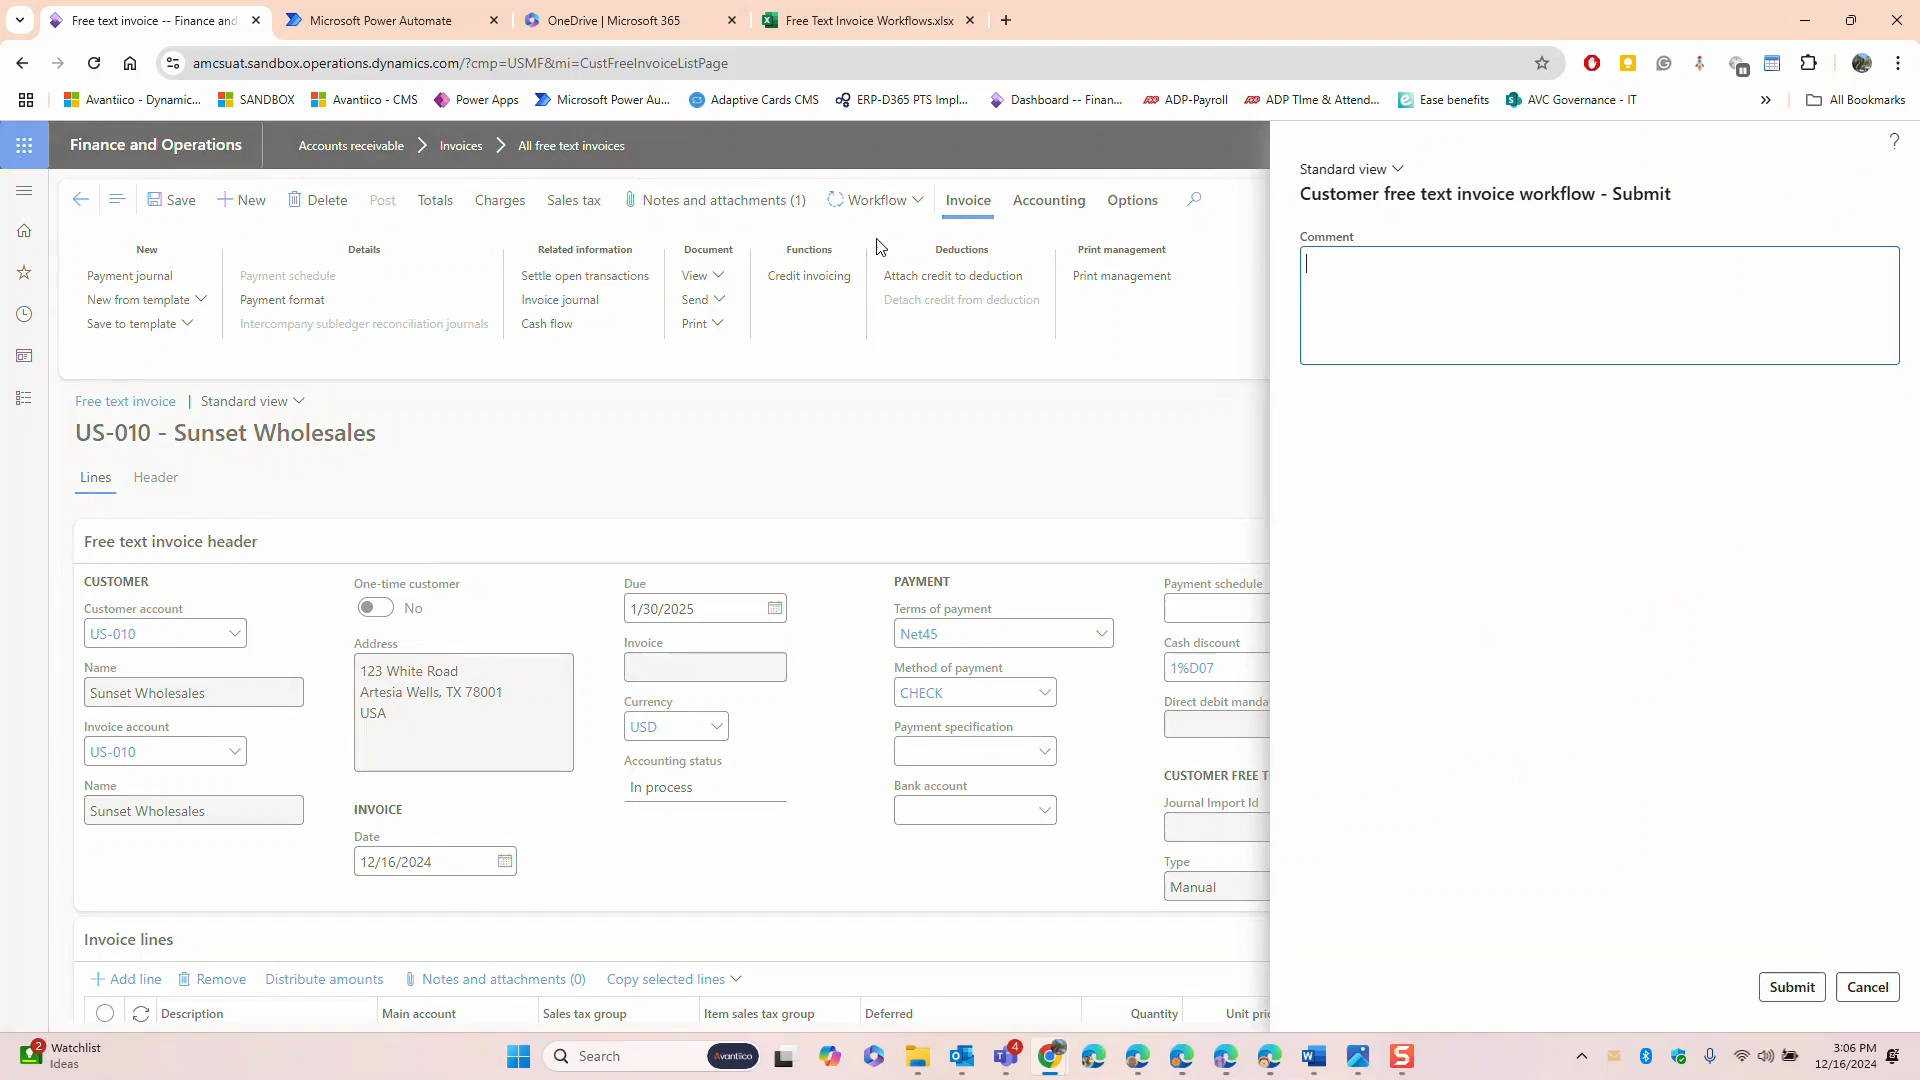 Free text invoice -- Finance and
Microsoft Power Automate
OneDrive | Microsoft 365
Free Text Invoice Workflows.xlsx
amcsuat.sandbox.operations.dynamics.com/?cmp=USMF&mi=CustFreeInvoiceListPage
Avantiico - Dynamic...
SANDBOX
Avantiico - CMS
Power Apps
Microsoft Power Au...
Adaptive Cards CMS
ERP-D365 PTS Impl...
Dashboard -- Finan...
ADP-Payroll
ADP TIme & Attend...
Ease benefits
AVC Governance - IT
All Bookmarks
Finance and Operations
Accounts receivable
Invoices
All free text invoices
Save
New
Delete
Post
Totals
Charges
Sales tax
Notes and attachments (1)
Workflow
Invoice
Accounting
Options
New
Payment journal
New from template
Save to template
Details
Payment schedule
Payment format
Intercompany subledger reconciliation journals
Related information
Settle open transactions
Invoice journal
Cash flow
Document
View
Send
Print
Functions
Credit invoicing
Deductions
Attach credit to deduction
Detach credit from deduction
Print management
Print management
Free text invoice | Standard view
US-010 - Sunset Wholesales
Lines
Header
Free text invoice header
CUSTOMER
Customer account
US-010
Name
Sunset Wholesales
Invoice account
US-010
Name
Sunset Wholesales
One-time customer
No
Address
123 White Road
Artesia Wells, TX 78001
USA
INVOICE
Date
12/16/2024
Due
1/30/2025
Invoice
Currency
USD
Accounting status
In process
PAYMENT
Terms of payment
Net45
Method of payment
CHECK
Payment specification
Bank account
Payment schedule
Cash discount
1%D07
Direct debit manda
CUSTOMER FREE T
Journal Import Id
Type
Manual
Invoice lines
Add line
Remove
Distribute amounts
Notes and attachments (0)
Copy selected lines
Description
Main account
Sales tax group
Item sales tax group
Deferred
Quantity
Unit pric
?
Standard view
Customer free text invoice workflow - Submit
Comment
Submit
Cancel
2
Watchlist
Ideas
Search
Avantiico
4
3:06 PM
12/16/2024